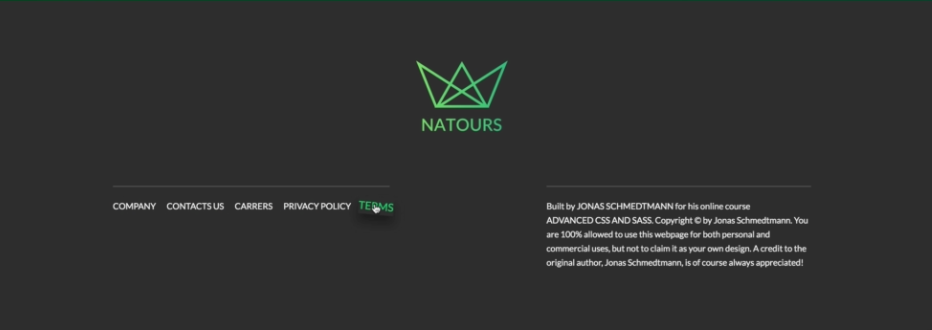 NATOURS
COMPANY CONTACTS US CARRERS PRIVACY POLICY TERMS
Built by JONAS SCHMEDTMANN for his online course
ADVANCED CSS AND SASS. Copyright © by Jonas Schmedtmann. You
are 100% allowed to use this webpage for both personal and
commercial uses, but not to claim it as your own design. A credit to the
original author, Jonas Schmedtmann, is of course always appreciated!